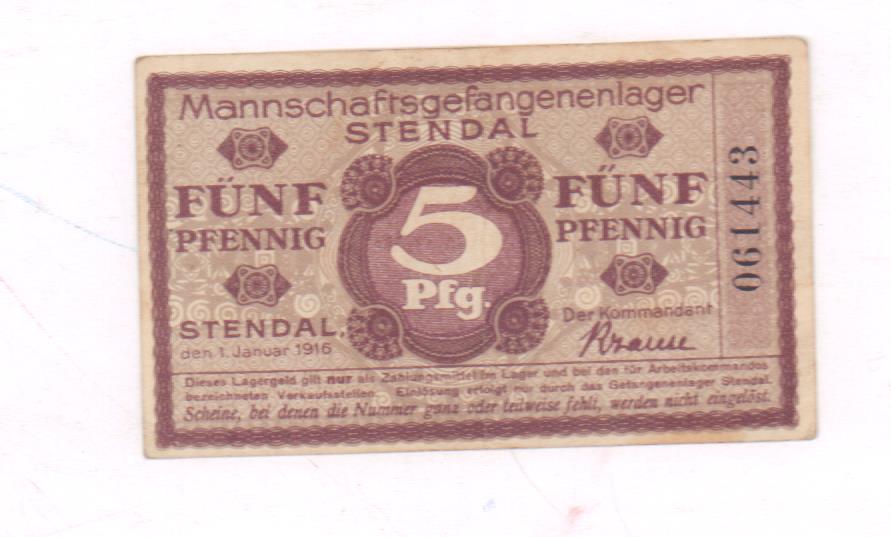 Mannschaftsgefangenenlager
STENDAL
FÜNF
PFENNIG
5
Pfg.
FÜNF
PFENNIG
061443
STENDAL,
den 1. Januar 1916
Der Kommandant
Krause
Dieses Lagergeld gilt nur als Zahlungsmittel im Lager und bei den für Arbeitskommandos
bezeichneten Verkaufsstellen. Einlösung erfolgt nur durch das Gefangenenlager Stendal.
Scheine, bei denen die Nummer ganz oder teilweise fehlt, werden nicht eingelöst.